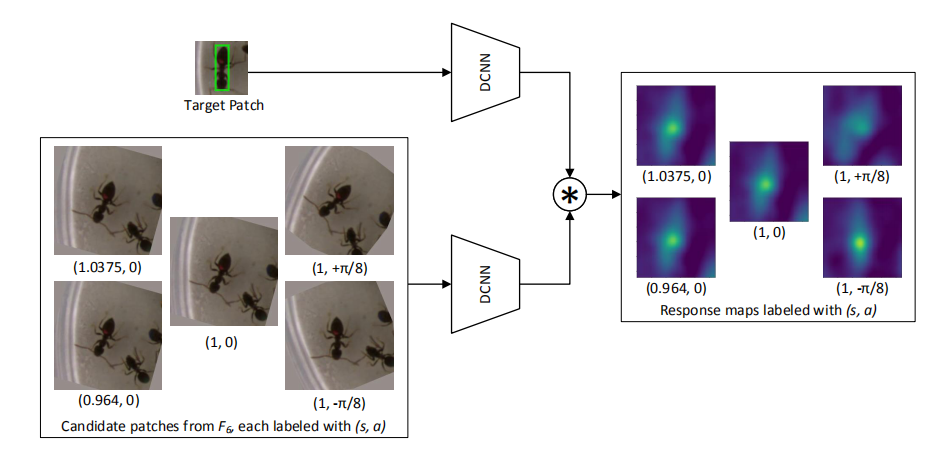 Target Patch
DCNN
(1.0375, 0)
(1, +π/8)
(1, 0)
(0.964, 0)
(1, -π/8)
Candidate patches from F₆, each labeled with (s, a)
DCNN
*
(1.0375, 0)
(1, +π/8)
(1, 0)
(0.964, 0)
(1, -π/8)
Response maps labeled with (s, a)